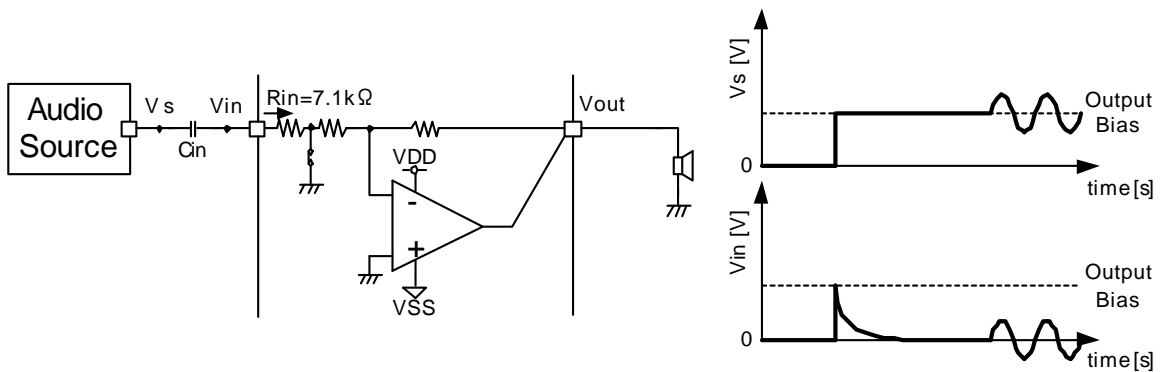 Audio
Source
Vs
Vin
Cin
Rin=7.1kΩ
VDD
-
+
VSS
Vout
Vs [V]
0
Output
Bias
time[s]
Vin [V]
0
Output
Bias
time[s]